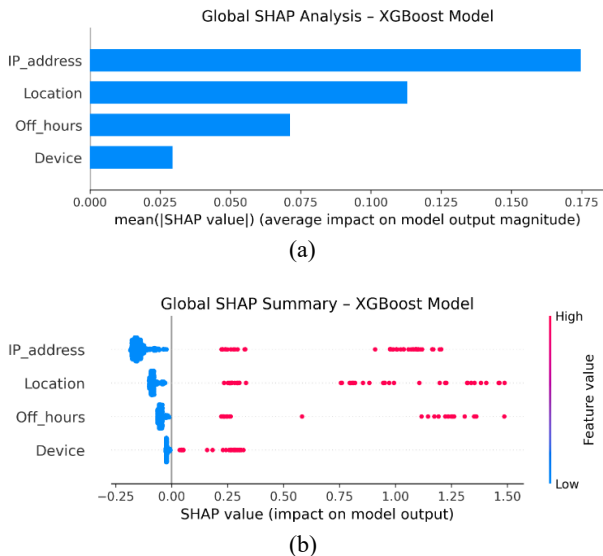 Global SHAP Analysis – XGBoost Model
IP_address
Location
Off_hours
Device
0.000 0.025 0.050 0.075 0.100 0.125 0.150 0.175
mean(|SHAP value|) (average impact on model output magnitude)
(a)
Global SHAP Summary – XGBoost Model
High
IP_address
Location
Off_hours
Device
Feature value
Low
−0.25 0.00 0.25 0.50 0.75 1.00 1.25 1.50
SHAP value (impact on model output)
(b)